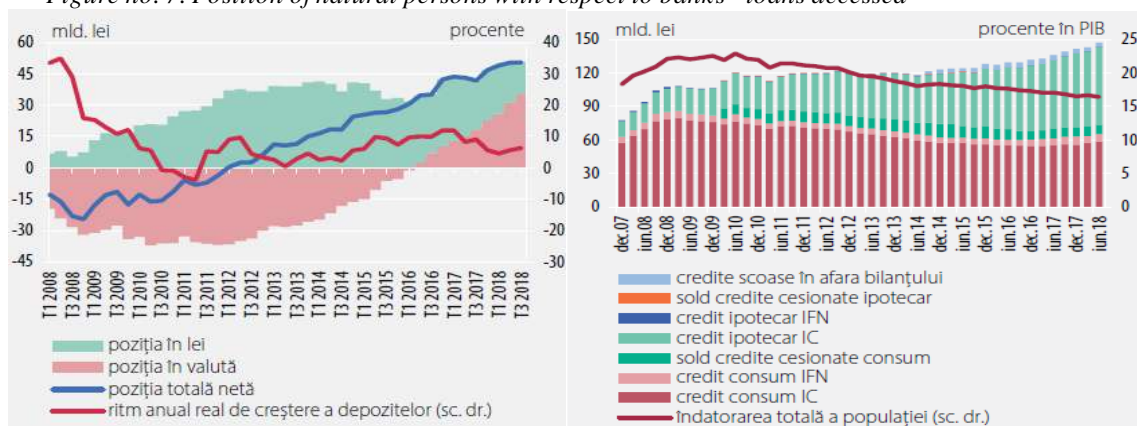 Figure no. 7. Position of natural persons with respect to banks - loans accessed
mld. lei procente
60 40
45 30
30 20
15 10
0 0
-15 -10
-30 -20
-45 -30
T1 2008
T3 2008
T1 2009
T3 2009
T1 2010
T3 2010
T1 2011
T3 2011
T1 2012
T3 2012
T1 2013
T3 2013
T1 2014
T3 2014
T1 2015
T3 2015
T1 2016
T3 2016
T1 2017
T3 2017
T1 2018
T3 2018
poziția în lei
poziția în valută
poziția totală netă
ritm anual real de creștere a depozitelor (sc. dr.)
mld. lei procente în PIB
150 25
120 20
90 15
60 10
30 5
0 0
dec.07
iun.08
dec.08
iun.09
dec.09
iun.10
dec.10
iun.11
dec.11
iun.12
dec.12
iun.13
dec.13
iun.14
dec.14
iun.15
dec.15
iun.16
dec.16
iun.17
dec.17
iun.18
credite scoase în afara bilanțului
sold credite cesionate ipotecar
credit ipotecar IFN
credit ipotecar IC
sold credite cesionate consum
credit consum IFN
credit consum IC
îndatorarea totală a populației (sc. dr.)